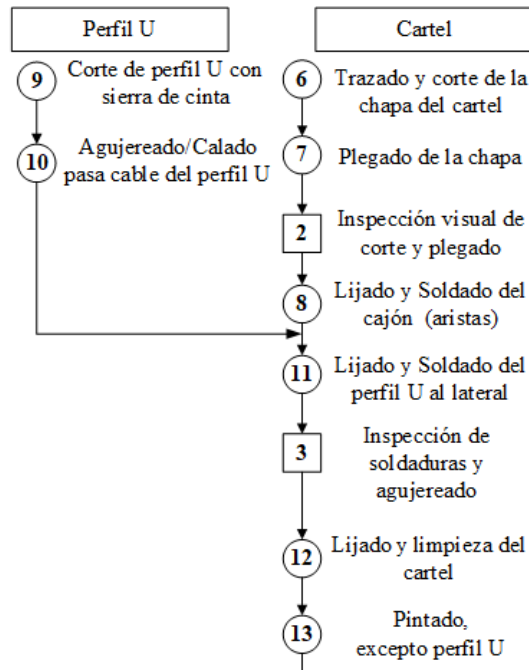 Perfil U
Cartel
9
Corte de perfil U con
sierra de cinta
10
Agujereado/Calado
pasa cable del perfil U
6
Trazado y corte de la
chapa del cartel
7
Plegado de la chapa
2
Inspección visual de
corte y plegado
8
Lijado y Soldado del
cajón (aristas)
11
Lijado y Soldado del
perfil U al lateral
3
Inspección de
soldaduras y
agujereado
12
Lijado y limpieza del
cartel
13
Pintado,
excepto perfil U